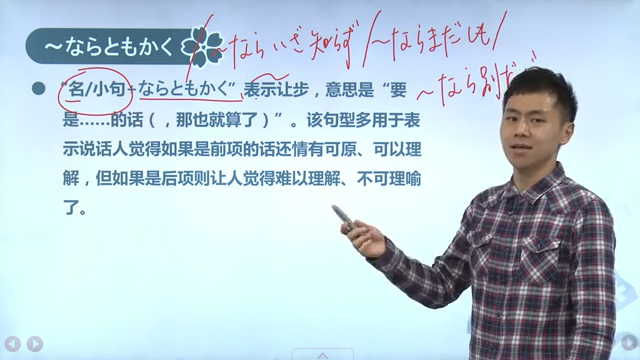 ～ならともかく /～ならいざ知らず/～ならまだしも/
～なら別だが
● “名/小句+ならともかく”表示让步，意思是“要
是……的话（，那也就算了）”。该句型多用于表
示说话人觉得如果是前项的话还情有可原、可以理
解，但如果是后项则让人觉得难以理解、不可理喻
了。